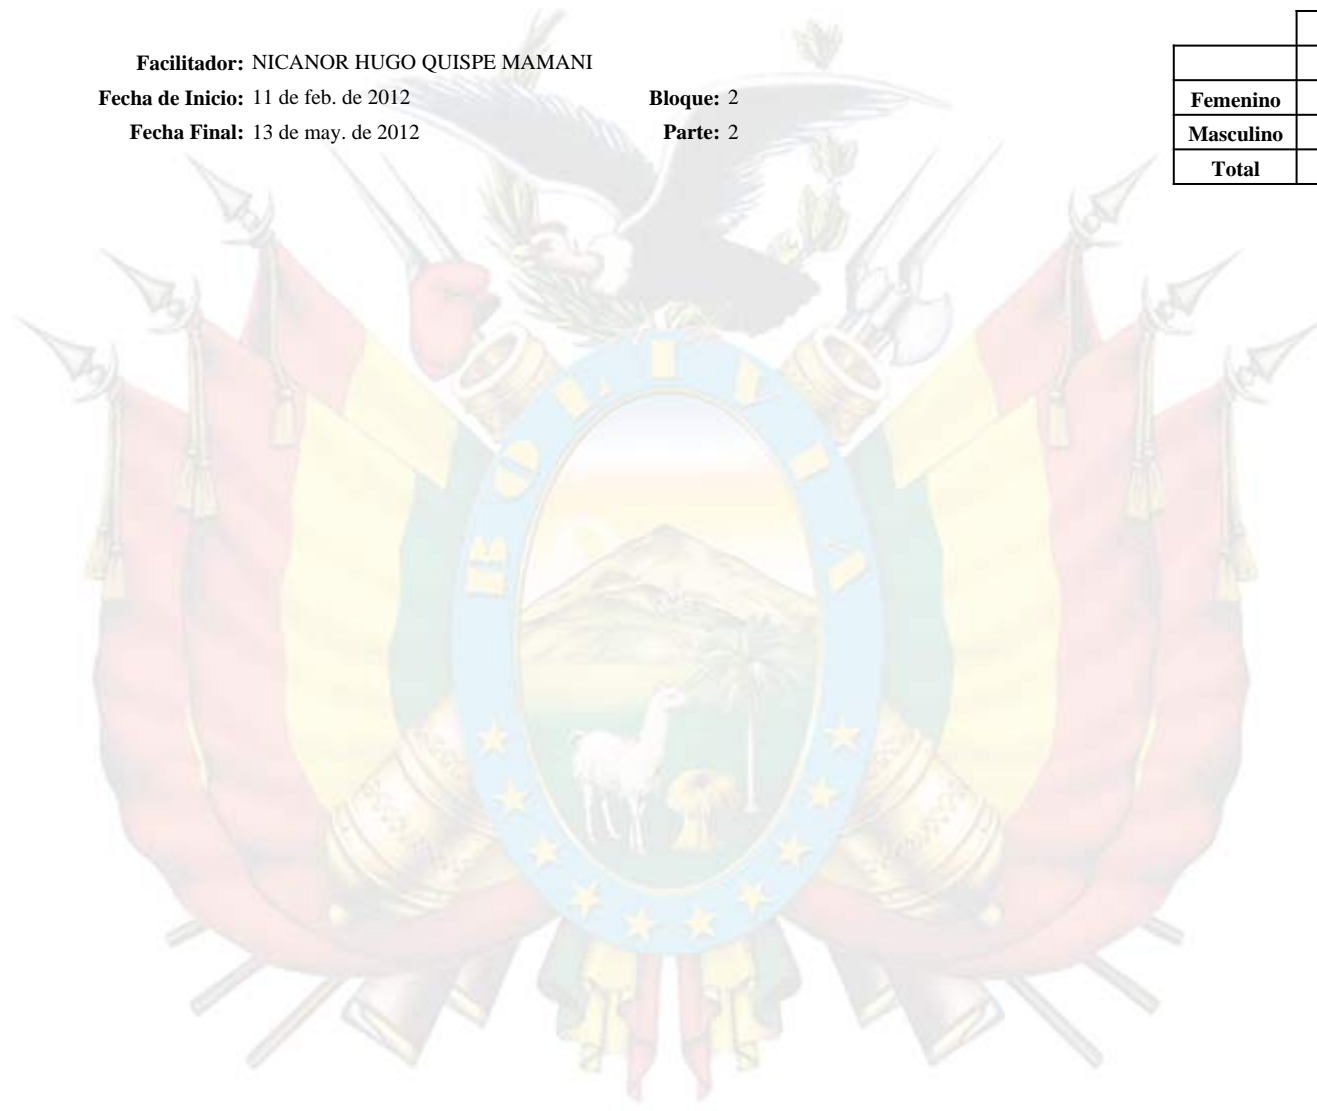 Facilitador: NICANOR HUGO QUISPE MAMANI
Fecha de Inicio: 11 de feb. de 2012 Bloque: 2
Fecha Final: 13 de may. de 2012 Parte: 2
Femenino
Masculino
Total
BOLIVIA